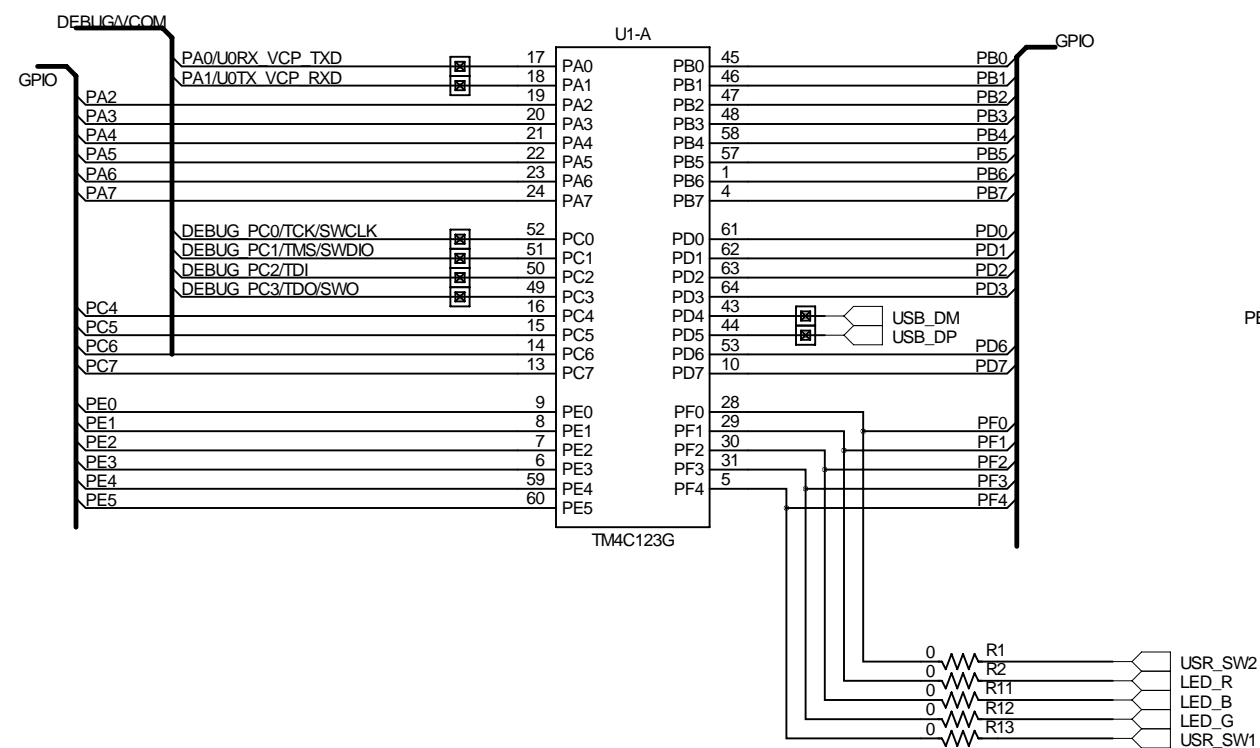 DEBUG/VCOM
U1-A
GPIO
GPIO
PA0/U0RX_VCP_TXD 17 PA0 PB0 45 PB0
PA1/U0TX_VCP_RXD 18 PA1 PB1 46 PB1
PA2 19 PA2 PB2 47 PB2
PA3 20 PA3 PB3 48 PB3
PA4 21 PA4 PB4 58 PB4
PA5 22 PA5 PB5 57 PB5
PA6 23 PA6 PB6 1 PB6
PA7 24 PA7 PB7 4 PB7
DEBUG_PC0/TCK/SWCLK 52 PC0 PD0 61 PD0
DEBUG_PC1/TMS/SWDIO 51 PC1 PD1 62 PD1
DEBUG_PC2/TDI 50 PC2 PD2 63 PD2
DEBUG_PC3/TDO/SWO 49 PC3 PD3 64 PD3
PC4 16 PC4 PD4 43 USB_DM
PC5 15 PC5 PD5 44 USB_DP
PC6 14 PC6 PD6 53 PD6
PC7 13 PC7 PD7 10 PD7
PE0 9 PE0 PF0 28 PF0
PE1 8 PE1 PF1 29 PF1
PE2 7 PE2 PF2 30 PF2
PE3 6 PE3 PF3 31 PF3
PE4 59 PE4 PF4 5 PF4
PE5 60 PE5
TM4C123G
0 R1 USR_SW2
0 R2 LED_R
0 R11 LED_B
0 R12 LED_G
0 R13 USR_SW1